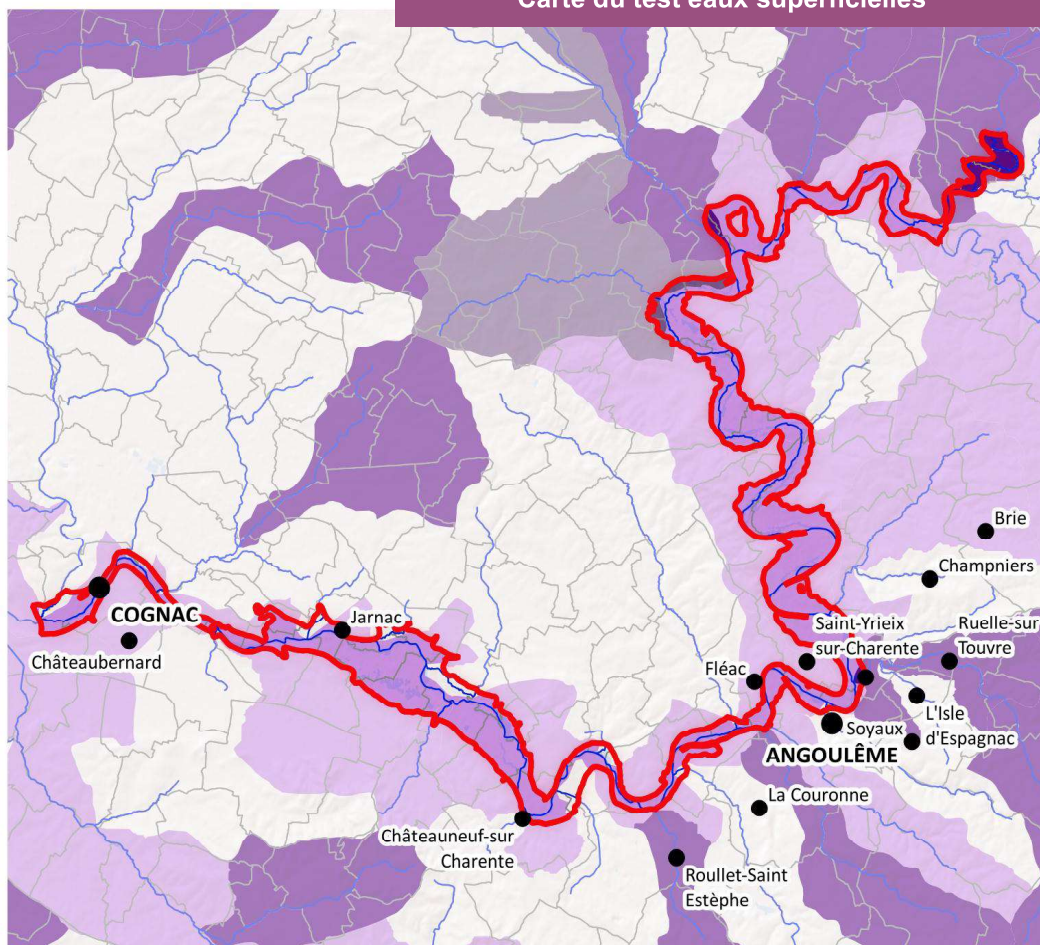 Carte du test eaux superficielles
Brie
Champniers
Saint-Yrieix
sur-Charente
Ruelle-sur
Touvre
Fléac
L'Isle
d'Espagnac
Soyaux
ANGOULÊME
La Couronne
COGNAC
Jarnac
Châteaubernard
Châteauneuf-sur
Charente
Roullet-Saint
Estèphe